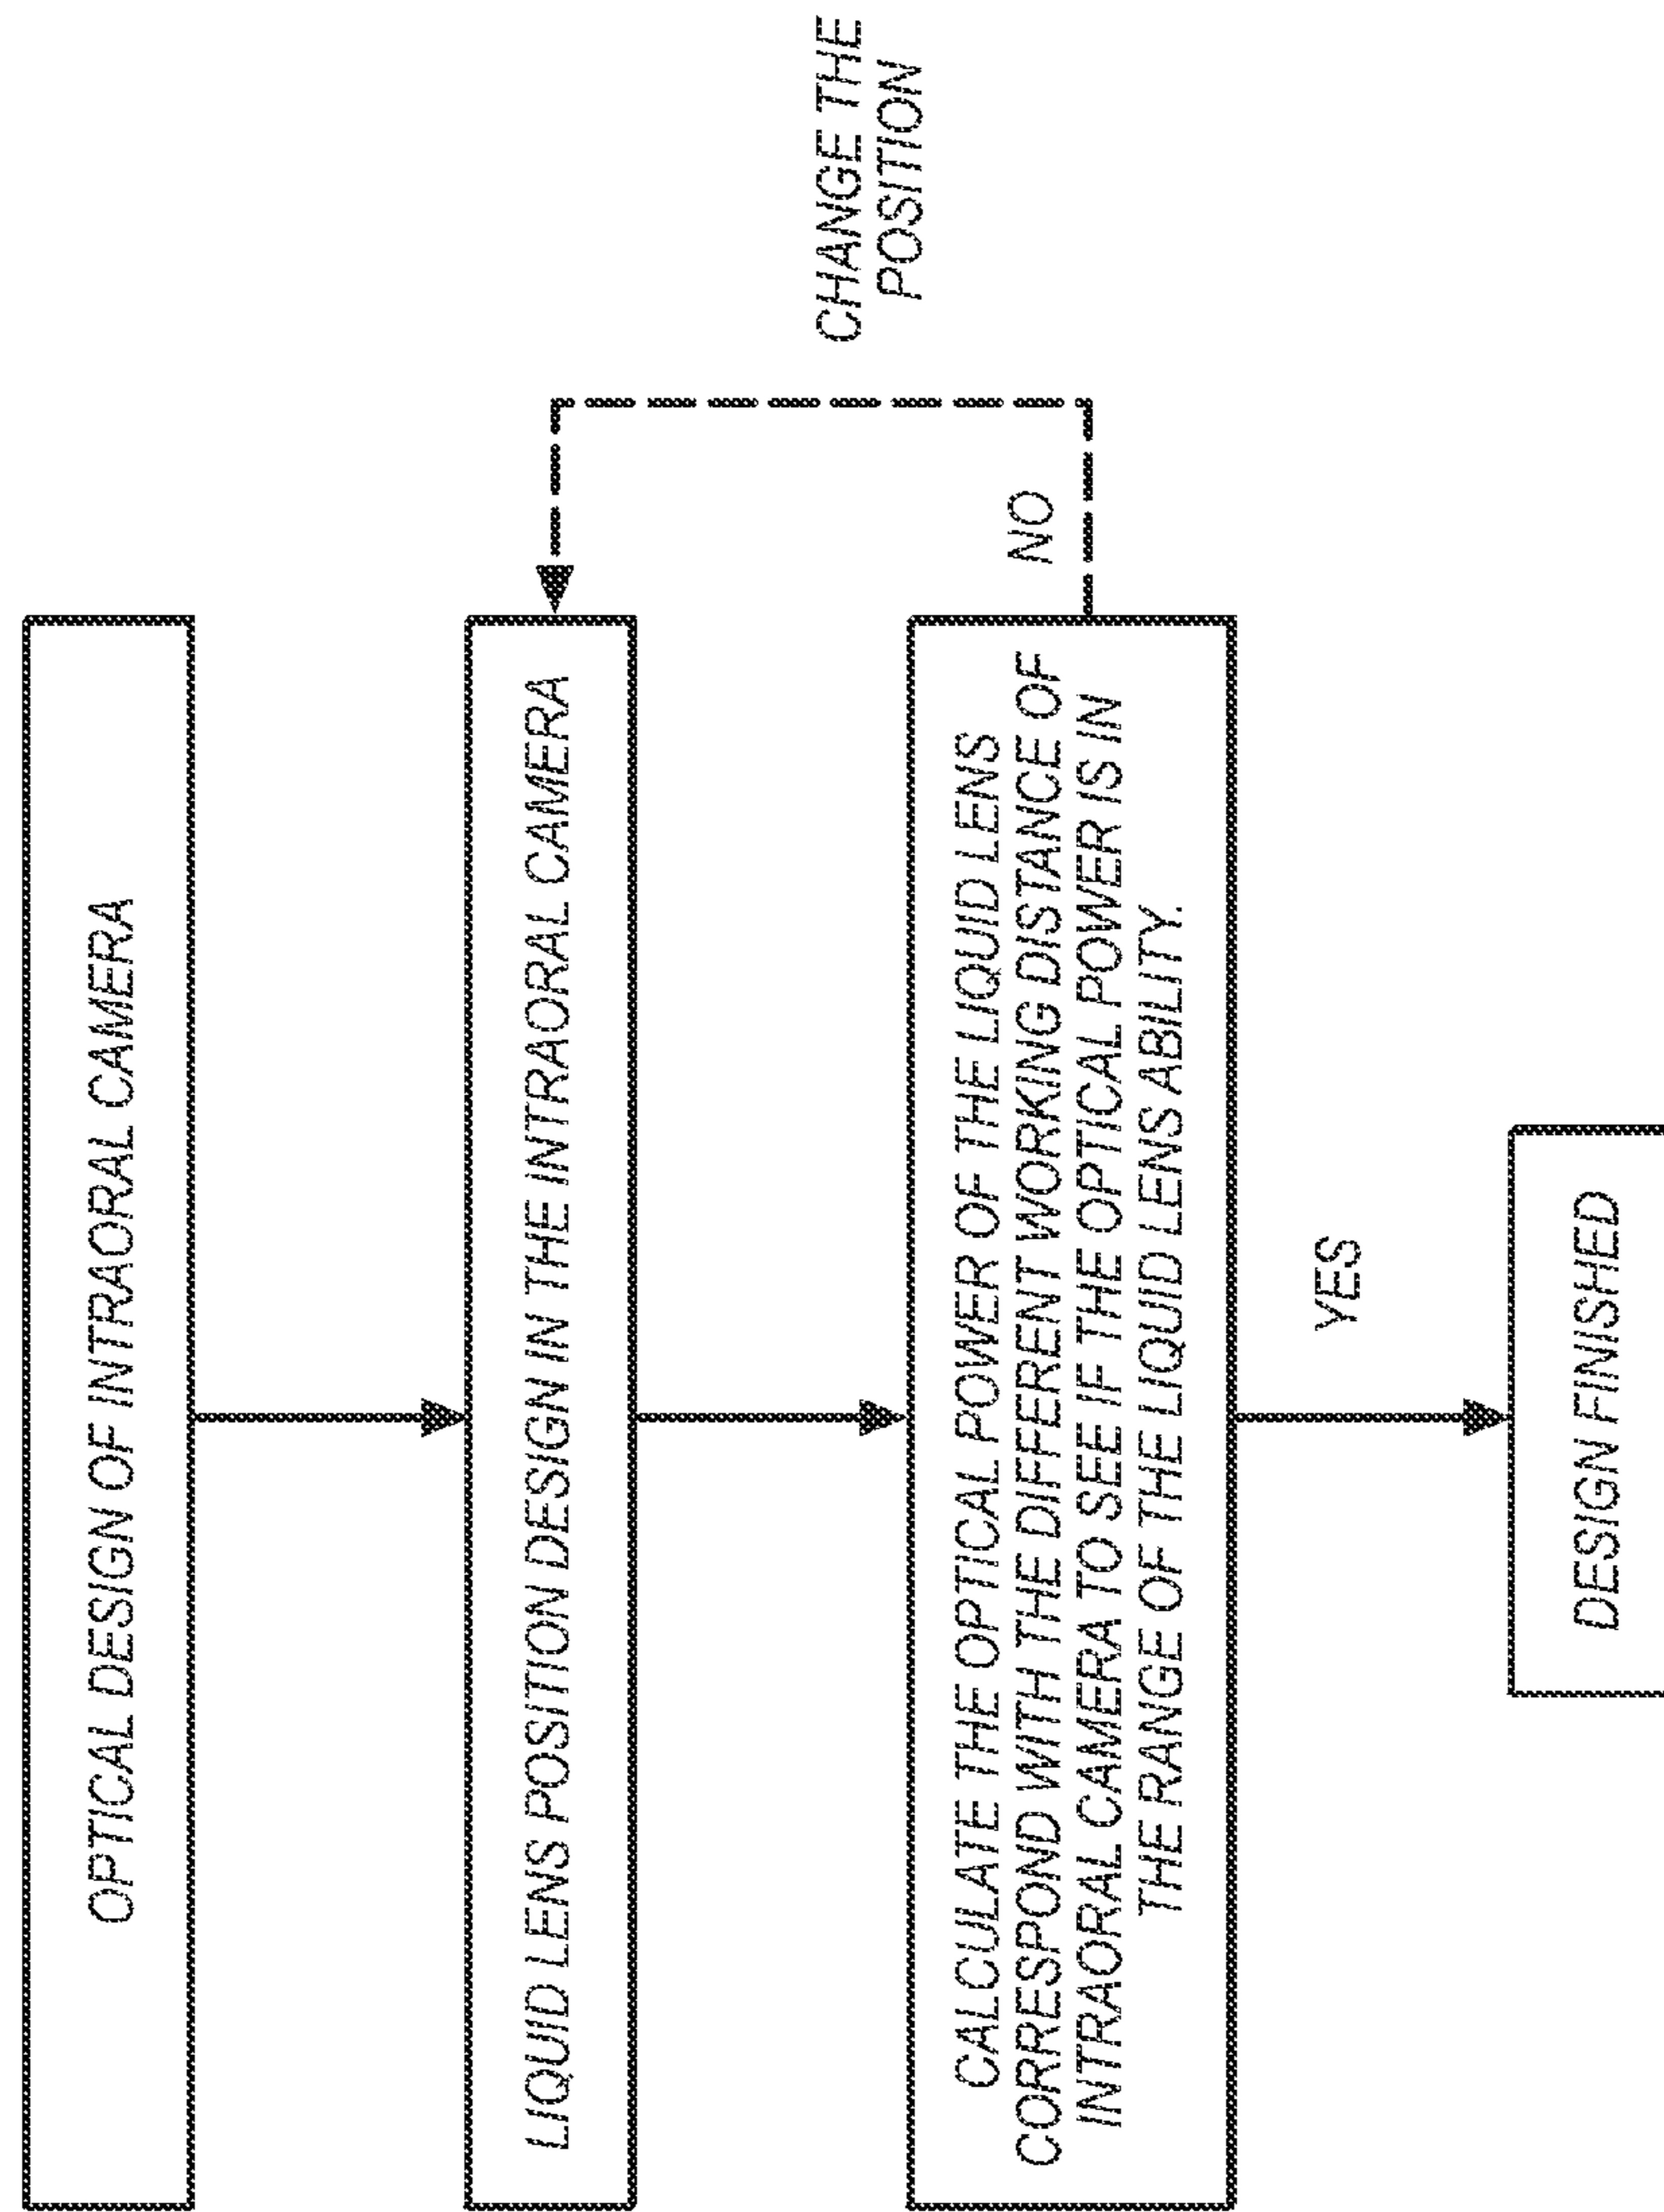 OPTICAL DESIGN OF INTRAORAL CAMERA
LIQUID LENS POSITION DESIGN IN THE INTRAORAL CAMERA
CALCULATE THE OPTICAL POWER OF THE LIQUID LENS
CORRESPOND WITH THE DIFFERENT WORKING DISTANCE OF
INTRAORAL CAMERA TO SEE IF THE OPTICAL POWER IS IN
THE RANGE OF THE LIQUID LENS ABILITY.
NO
CHANGE THE
POSITION
YES
DESIGN FINISHED